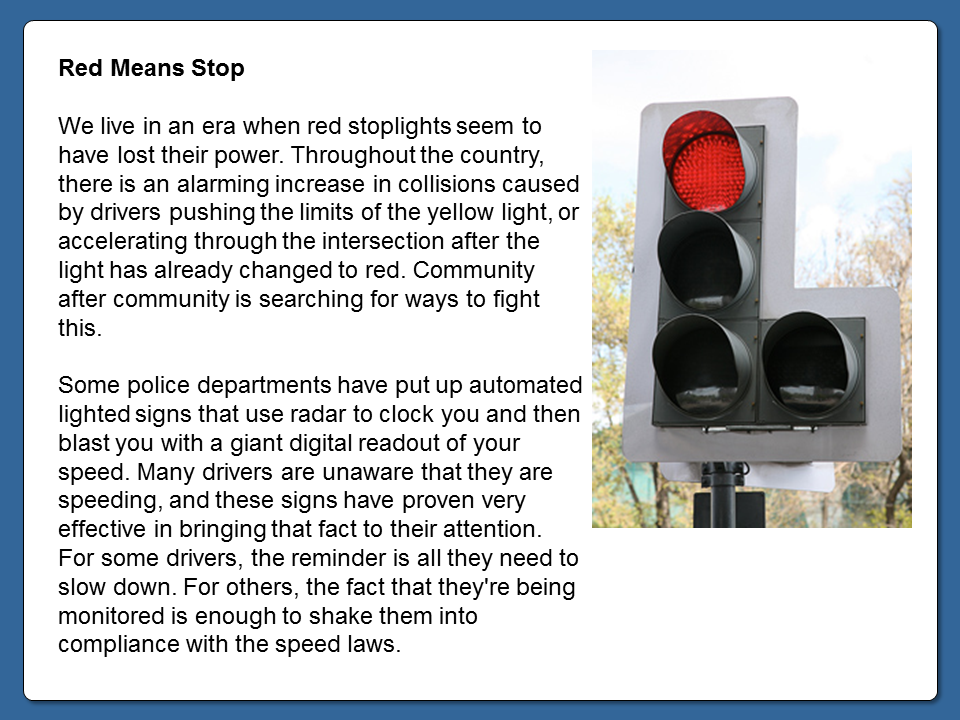 Red Means Stop
We live in an era when red stoplights seem to
have lost their power. Throughout the country,
there is an alarming increase in collisions caused
by drivers pushing the limits of the yellow light, or
accelerating through the intersection after the
light has already changed to red. Community
after community is searching for ways to fight
this.
Some police departments have put up automated
lighted signs that use radar to clock you and then
blast you with a giant digital readout of your
speed. Many drivers are unaware that they are
speeding, and these signs have proven very
effective in bringing that fact to their attention.
For some drivers, the reminder is all they need to
slow down. For others, the fact that they're being
monitored is enough to shake them into
compliance with the speed laws.